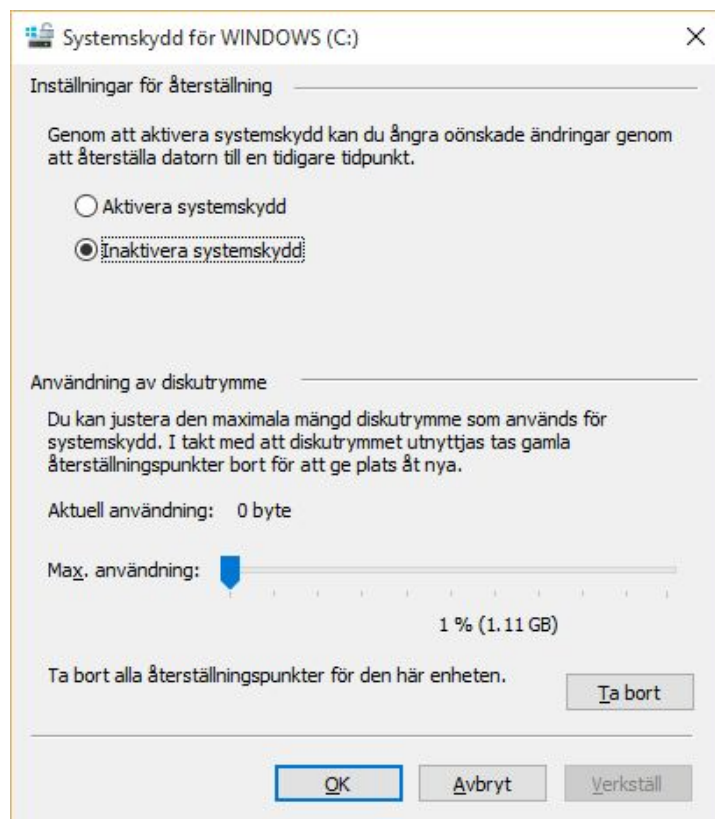 Systemskydd för WINDOWS (C:)
Inställningar för återställning
Genom att aktivera systemskydd kan du ångra oönskade ändringar genom
att återställa datorn till en tidigare tidpunkt.
Aktivera systemskydd
Inaktivera systemskydd
Användning av diskutrymme
Du kan justera den maximala mängd diskutrymme som används för
systemskydd. I takt med att diskutrymmet utnyttjas tas gamla
återställningspunkter bort för att ge plats åt nya.
Aktuell användning: 0 byte
Max. användning:
1 % (1.11 GB)
Ta bort alla återställningspunkter för den här enheten.
Ta bort
OK Avbryt Verkställ